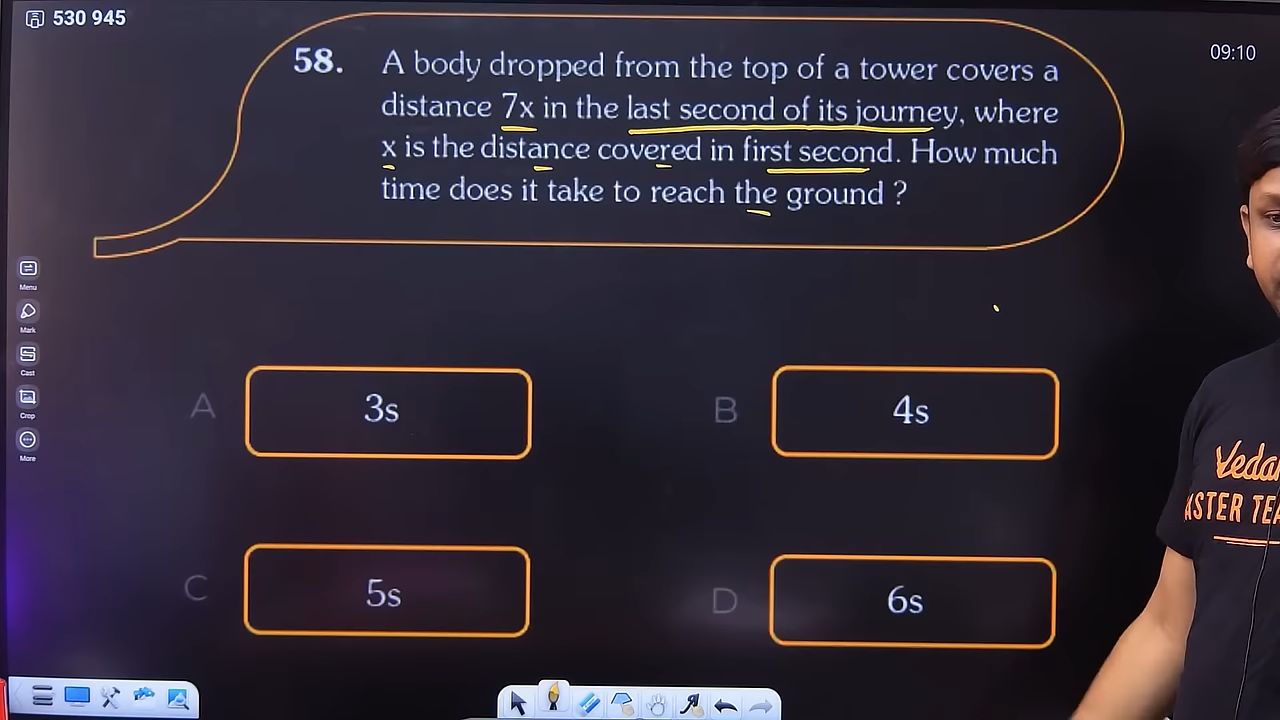 530 945
09:10
58. A body dropped from the top of a tower covers a
distance 7x in the last second of its journey, where
x is the distance covered in first second. How much
time does it take to reach the ground ?
Menu
Mark
Cast
Crop
More
A 3s
B 4s
C 5s
D 6s
ASTER